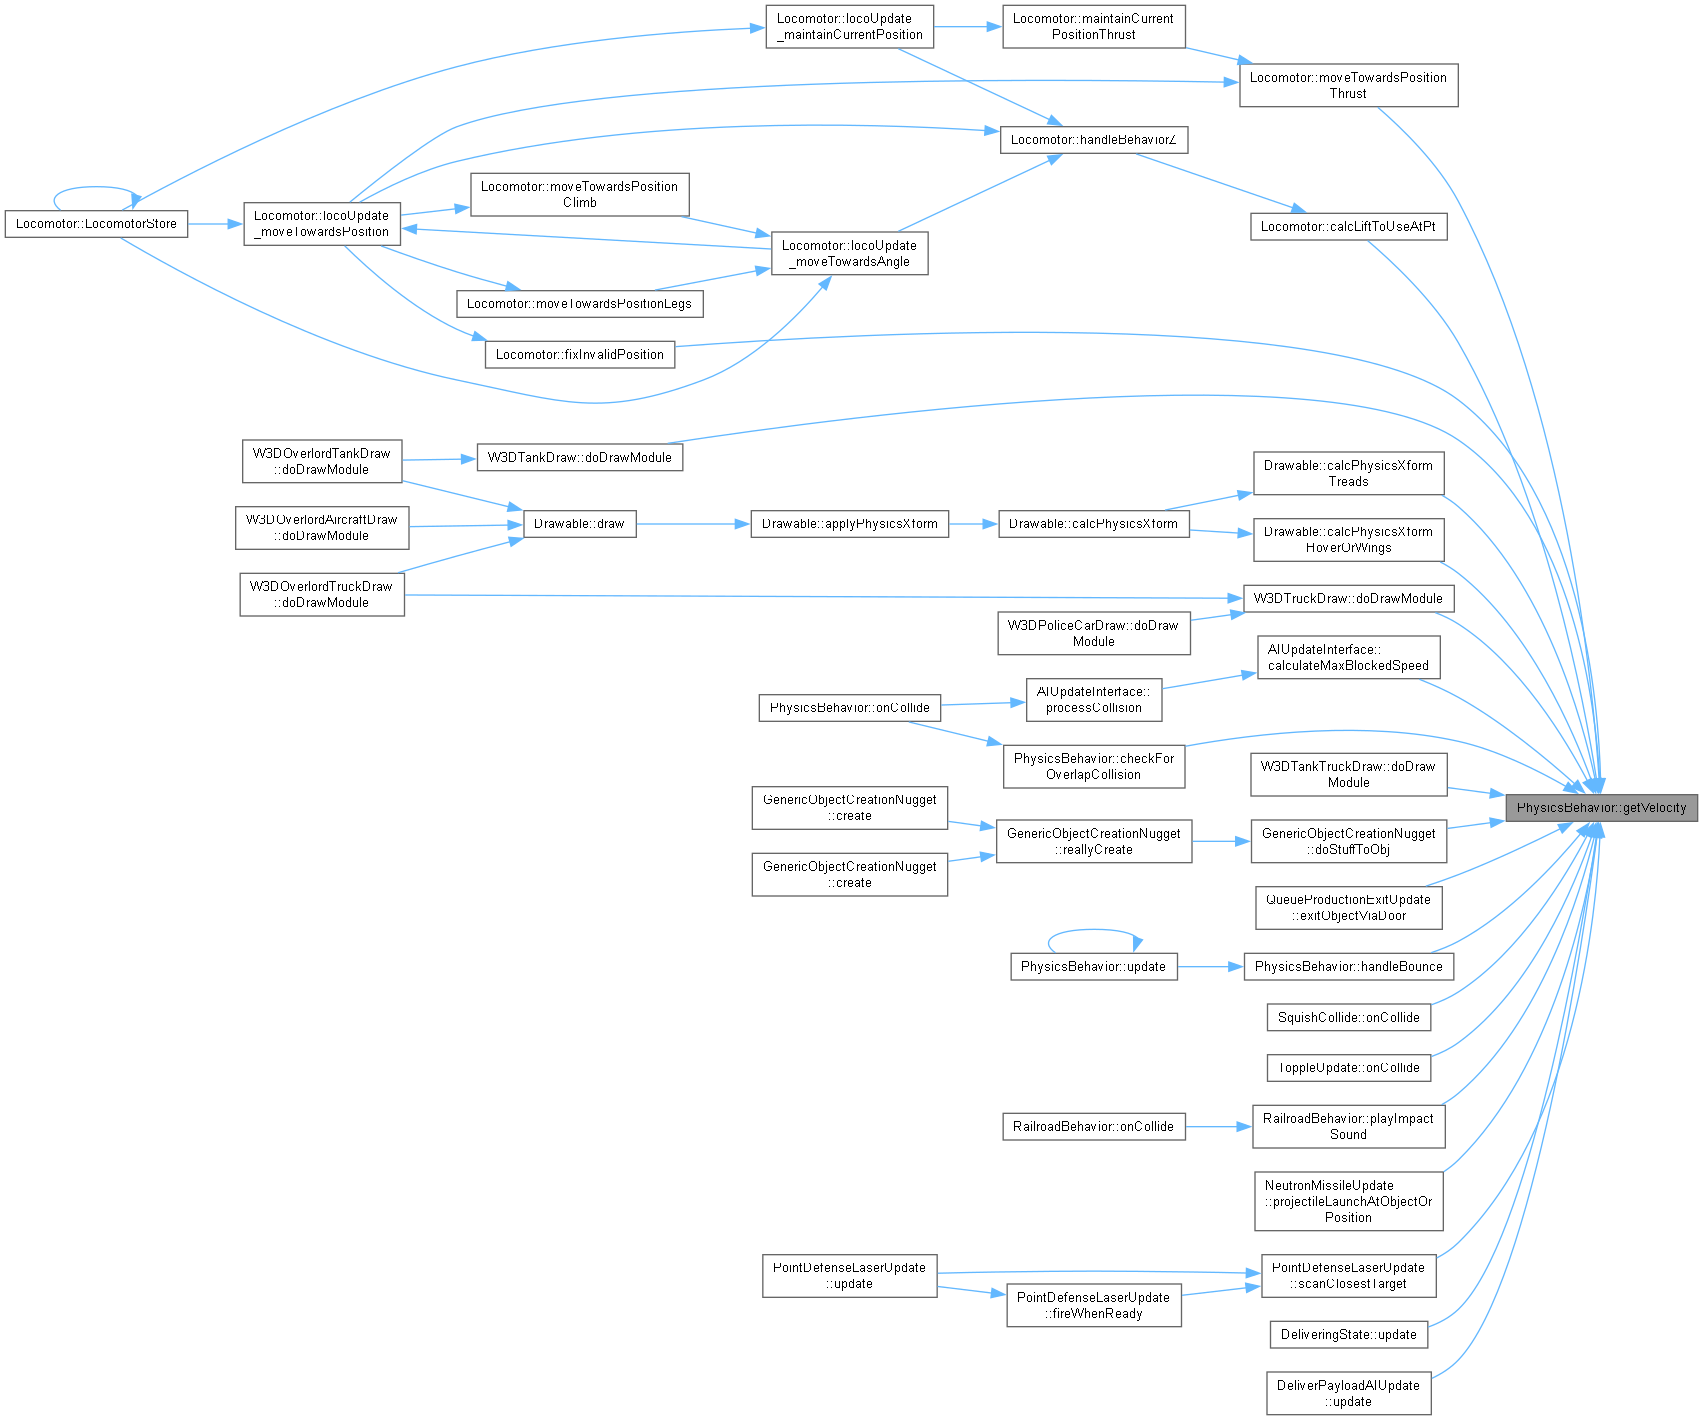 Locomotor::locoUpdate
_maintainCurrentPosition
Locomotor::maintainCurrent
PositionThrust
Locomotor::moveTowardsPosition
Thrust
Locomotor::handleBehaviorZ
Locomotor::moveTowardsPosition
Climb
Locomotor::LocomotorStore
Locomotor::locoUpdate
_moveTowardsPosition
Locomotor::calcLiftToUseAtPt
Locomotor::locoUpdate
_moveTowardsAngle
Locomotor::moveTowardsPositionLegs
Locomotor::fixInvalidPosition
W3DOverlordTankDraw
::doDrawModule
W3DTankDraw::doDrawModule
Drawable::calcPhysicsXform
Treads
W3DOverlordAircraftDraw
::doDrawModule
Drawable::draw
Drawable::applyPhysicsXform
Drawable::calcPhysicsXform
Drawable::calcPhysicsXform
HoverOrWings
W3DOverlordTruckDraw
::doDrawModule
W3DTruckDraw::doDrawModule
W3DPoliceCarDraw::doDraw
Module
AIUpdateInterface::
calculateMaxBlockedSpeed
PhysicsBehavior::onCollide
AIUpdateInterface::
processCollision
PhysicsBehavior::checkFor
OverlapCollision
W3DTankTruckDraw::doDraw
Module
PhysicsBehavior::getVelocity
GenericObjectCreationNugget
::create
GenericObjectCreationNugget
::reallyCreate
GenericObjectCreationNugget
::doStuffToObj
GenericObjectCreationNugget
::create
QueueProductionExitUpdate
::exitObjectViaDoor
PhysicsBehavior::update
PhysicsBehavior::handleBounce
SquishCollide::onCollide
ToppleUpdate::onCollide
RailroadBehavior::onCollide
RailroadBehavior::playImpact
Sound
NeutronMissileUpdate
::projectileLaunchAtObjectOr
Position
PointDefenseLaserUpdate
::update
PointDefenseLaserUpdate
::scanClosestTarget
PointDefenseLaserUpdate
::fireWhenReady
DeliveringState::update
DeliverPayloadAIUpdate
::update